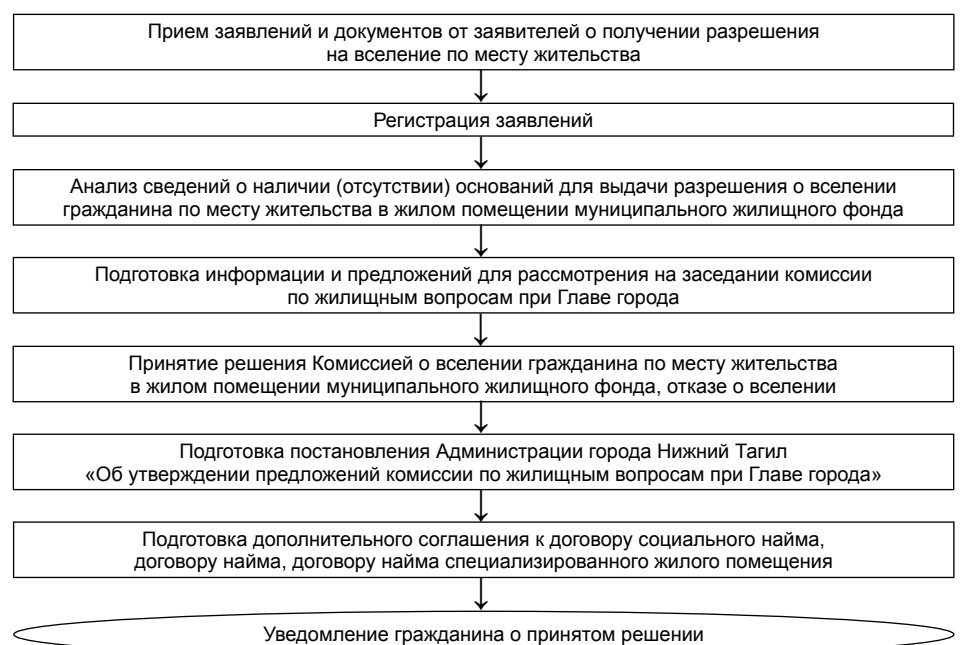 Прием заявлений и документов от заявителей о получении разрешения
на вселение по месту жительства
Регистрация заявлений
Анализ сведений о наличии (отсутствии) оснований для выдачи разрешения о вселении
гражданина по месту жительства в жилом помещении муниципального жилищного фонда
Подготовка информации и предложений для рассмотрения на заседании комиссии
по жилищным вопросам при Главе города
Принятие решения Комиссией о вселении гражданина по месту жительства
в жилом помещении муниципального жилищного фонда, отказе о вселении
Подготовка постановления Администрации города Нижний Тагил
«Об утверждении предложений комиссии по жилищным вопросам при Главе города»
Подготовка дополнительного соглашения к договору социального найма,
договору найма, договору найма специализированного жилого помещения
Уведомление гражданина о принятом решении